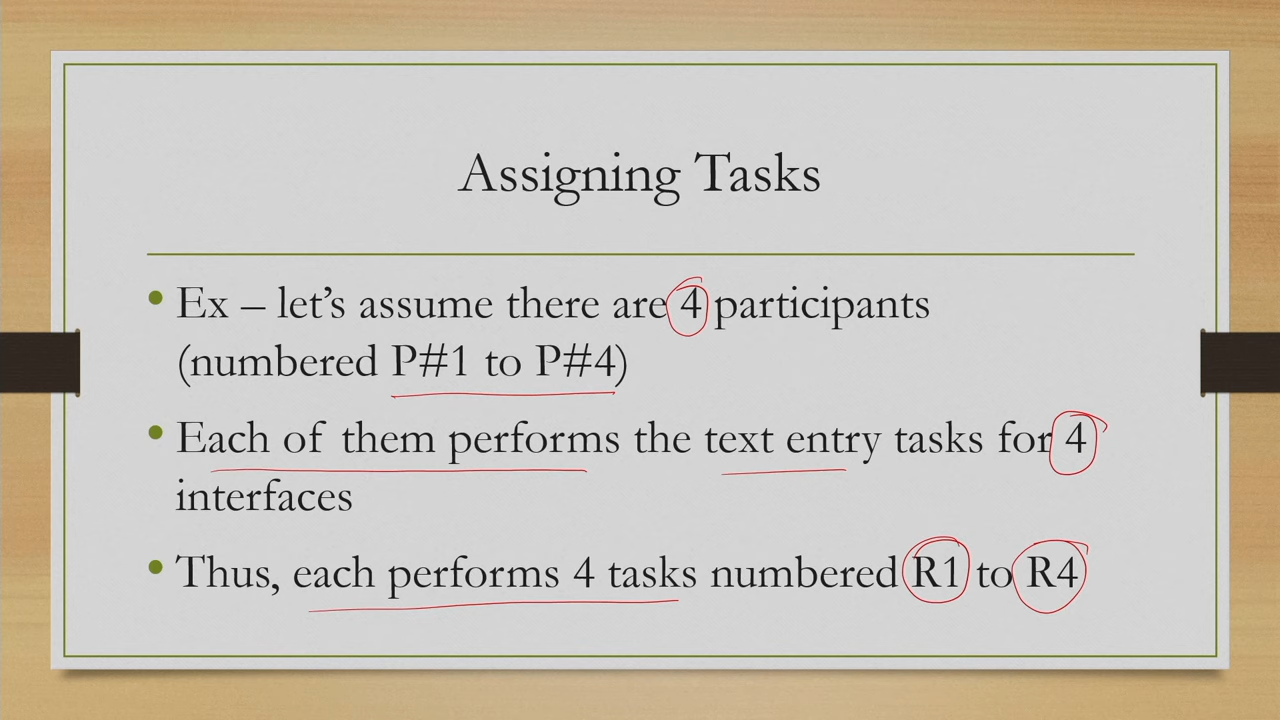 Assigning Tasks
• Ex – let’s assume there are 4 participants
(numbered P#1 to P#4)
• Each of them performs the text entry tasks for 4
interfaces
• Thus, each performs 4 tasks numbered R1 to R4